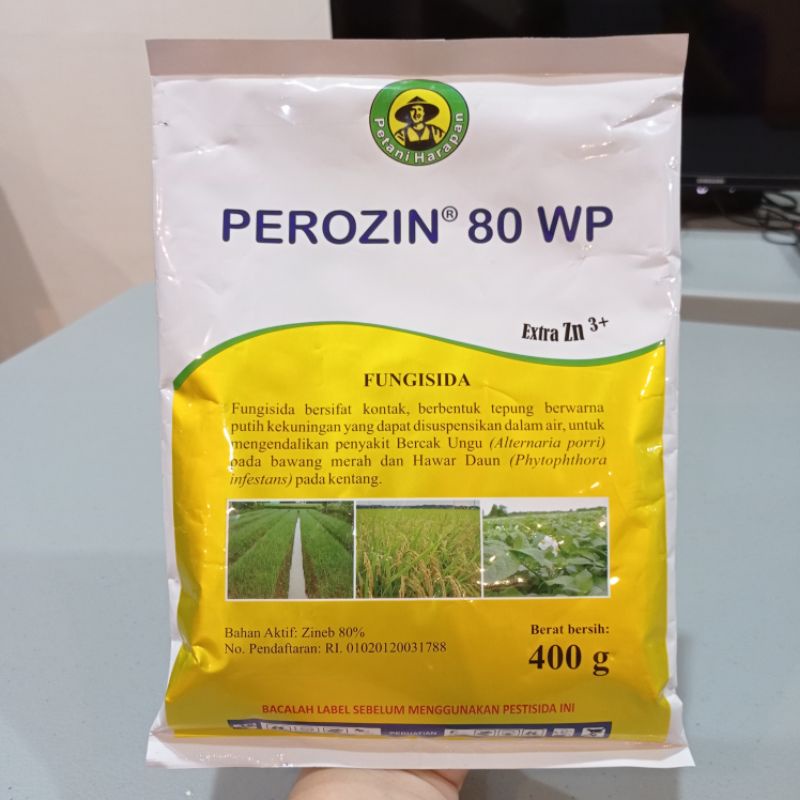 Petani Harapan
PEROZIN® 80 WP
Extra Zn 3+
FUNGISIDA
Fungisida bersifat kontak, berbentuk tepung berwarna
putih kekuningan yang dapat disuspensikan dalam air, untuk
mengendalikan penyakit Bercak Ungu (Alternaria porri)
pada bawang merah dan Hawar Daun (Phytophthora
infestans) pada kentang.
Bahan Aktif: Zineb 80%
No. Pendaftaran: RI. 01020120031788
Berat bersih:
400 g
BACALAH LABEL SEBELUM MENGGUNAKAN PESTISIDA INI
PERHATIAN